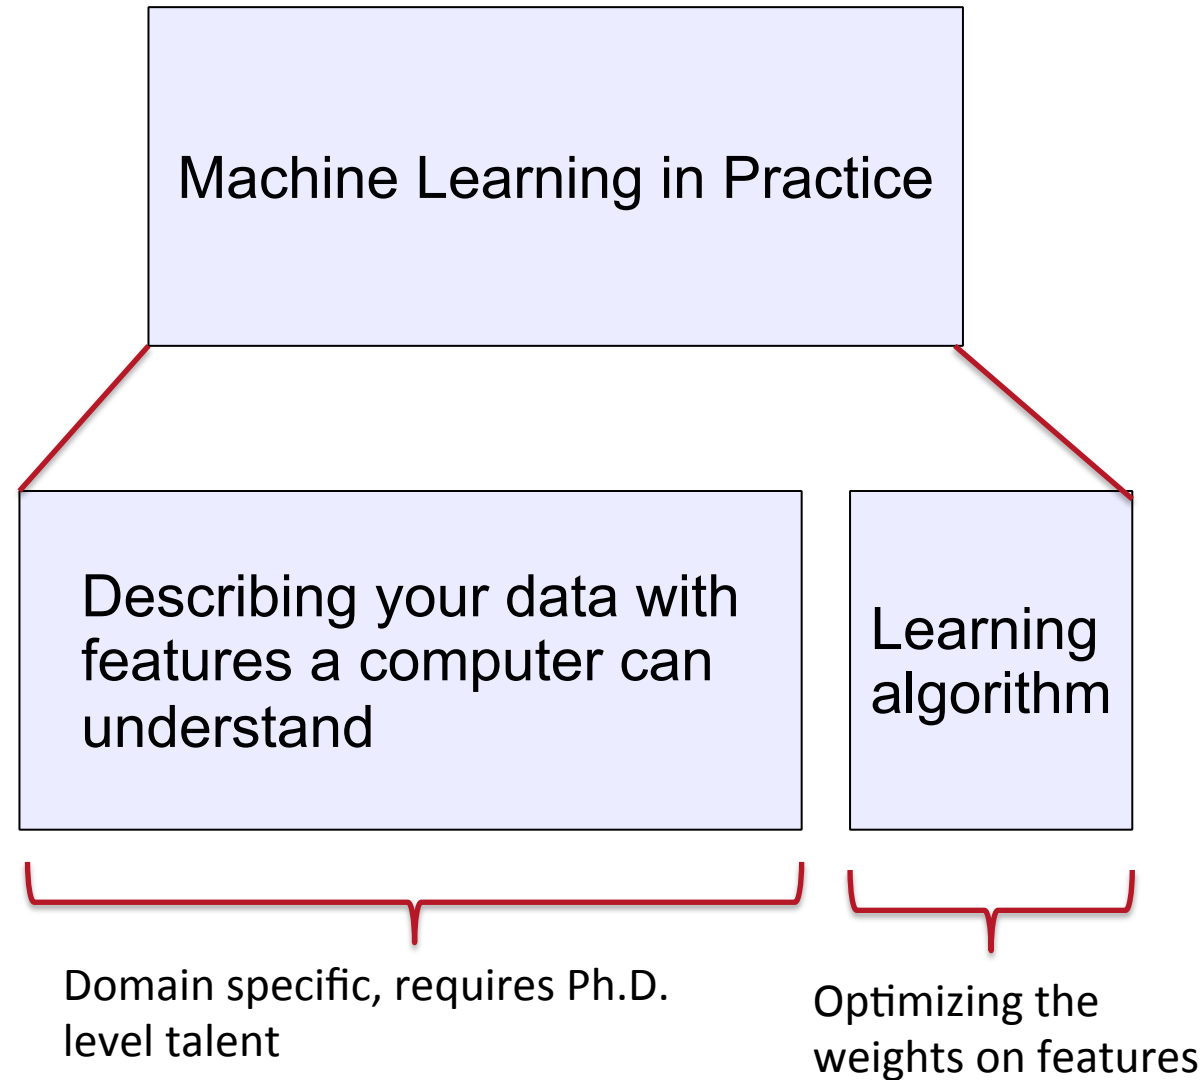 Machine Learning in Practice
Describing your data with
features a computer can
understand
Learning
algorithm
Domain specific, requires Ph.D.
level talent
Optimizing the
weights on features